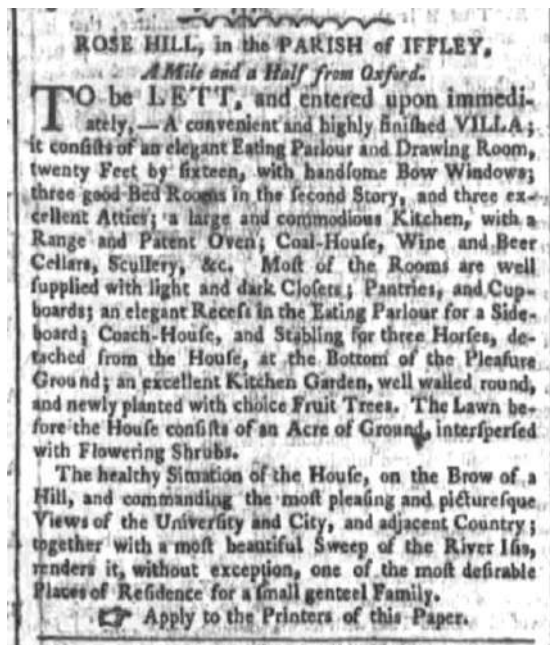 ROSE HILL, in the PARISH of IFFLEY,
A Mile and a Half from Oxford.
TO be LETT, and entered upon immedi-
ately,—A convenient and highly finiſhed VILLA;
it conſiſts of an elegant Eating Parlour and Drawing Room,
twenty Feet by ſixteen, with handſome Bow Windows;
three good Bed Rooms in the ſecond Story, and three ex-
cellent Attics; a large and commodious Kitchen, with a
Range and Patent Oven; Coal-Houſe, Wine and Beer
Cellars, Scullery, &c. Moſt of the Rooms are well
ſupplied with light and dark Cloſets; Pantries, and Cup-
boards; an elegant Receſs in the Eating Parlour for a Side-
board; Coach-Houſe, and Stabling for three Horſes, de-
tached from the Houſe, at the Bottom of the Pleaſure
Ground; an excellent Kitchen Garden, well walled round,
and newly planted with choice Fruit Trees. The Lawn be-
fore the Houſe conſiſts of an Acre of Ground, interſperſed
with Flowering Shrubs.
The healthy Situation of the Houſe, on the Brow of a
Hill, and commanding the moſt pleaſing and pictureſque
Views of the Univerſity and City, and adjacent Country;
together with a moſt beautiful Sweep of the River Iſis,
renders it, without exception, one of the moſt deſirable
Places of Reſidence for a ſmall genteel Family.
☞ Apply to the Printers of this Paper.